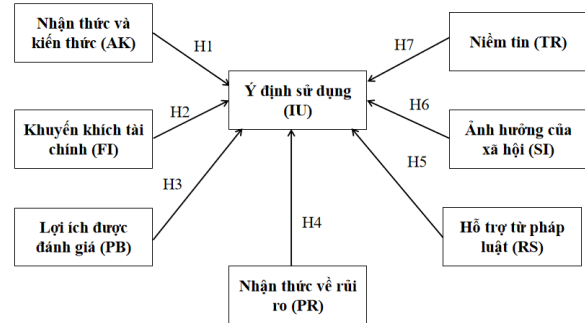 Nhận thức và
kiến thức (AK)
H1
H7
Niềm tin (TR)
Ý định sử dụng
(IU)
Khuyến khích tài
chính (FI)
H2
H6
Ảnh hưởng của
xã hội (SI)
H3
H5
Lợi ích được
đánh giá (PB)
H4
Hỗ trợ từ pháp
luật (RS)
Nhận thức về rủi
ro (PR)